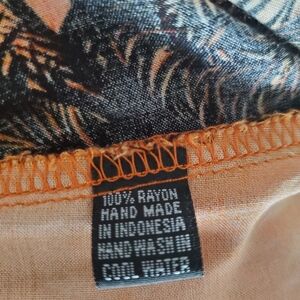 100% RAYON
HAND MADE
IN INDONESIA
HAND WASH IN
COOL WATER